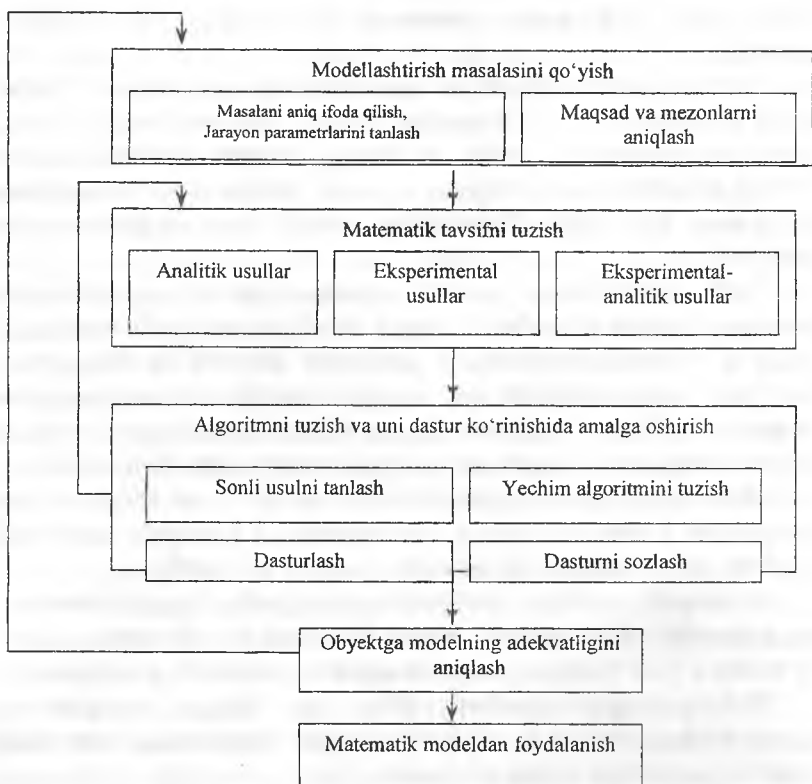 Modellashtirish masalasini qo‘yish
Masalani aniq ifoda qilish,
Jarayon parametrlarini tanlash
Maqsad va mezonlarni
aniqlash
Matematik tavsifni tuzish
Analitik usullar
Eksperimental
usullar
Eksperimental-
analitik usullar
Algoritmni tuzish va uni dastur ko‘rinishida amalga oshirish
Sonli usulni tanlash
Yechim algoritmini tuzish
Dasturlash
Dasturni sozlash
Obyektga modelning adekvatligini
aniqlash
Matematik modeldan foydalanish